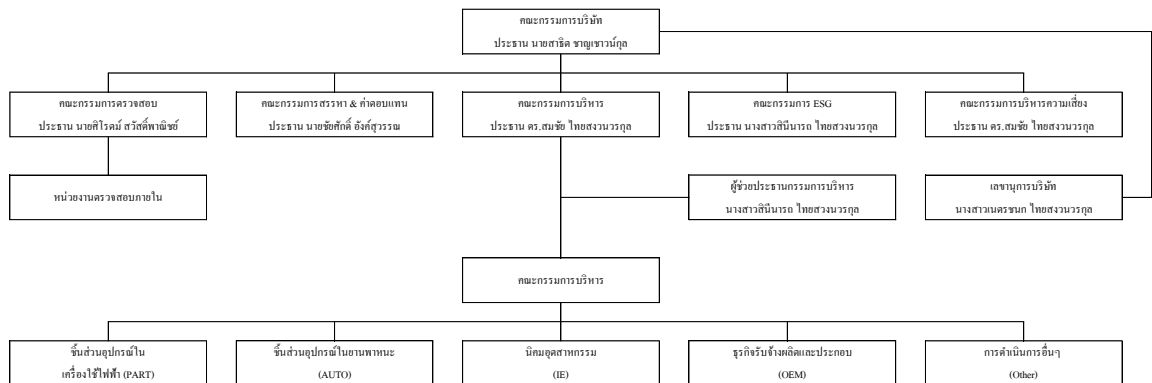 คณะกรรมการบริษัท
ประธาน นายสาธิต ชาญเชาวน์กุล
คณะกรรมการตรวจสอบ
ประธาน นายศิโรตม์ สวัสดิ์พาณิชย์
คณะกรรมการสรรหา & ค่าตอบแทน
ประธาน นายชัยศักดิ์ อังค์สุวรรณ
คณะกรรมการบริหาร
ประธาน ดร.สมชัย ไทยสงวนวรกุล
คณะกรรมการ ESG
ประธาน นางสาวสินีนารถ ไทยสวงนวรกุล
คณะกรรมการบริหารความเสี่ยง
ประธาน ดร.สมชัย ไทยสงวนวรกุล
หน่วยงานตรวจสอบภายใน
ผู้ช่วยประธานกรรมการบริหาร
นางสาวสินีนารถ ไทยสวงนวรกุล
เลขานุการบริษัท
นางสาวเนตรชนก ไทยสงวนวรกุล
คณะกรรมการบริหาร
ชิ้นส่วนอุปกรณ์ใน
เครื่องใช้ไฟฟ้า (PART)
ชิ้นส่วนอุปกรณ์ในยานพาหนะ
(AUTO)
นิคมอุตสาหกรรม
(IE)
ธุรกิจรับจ้างผลิตและประกอบ
(OEM)
การดำเนินการอื่นๆ
(Other)